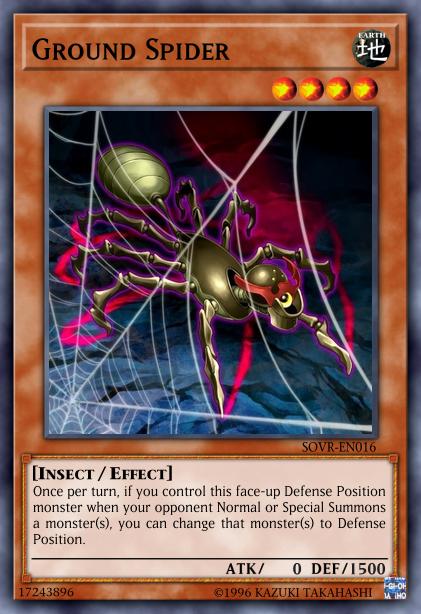 GROUND SPIDER
EARTH
地
SOVR-EN016
[INSECT / EFFECT]
Once per turn, if you control this face-up Defense Position
monster when your opponent Normal or Special Summons
a monster(s), you can change that monster(s) to Defense
Position.
ATK/ 0 DEF/1500
17243896
©1996 KAZUKI TAKAHASHI